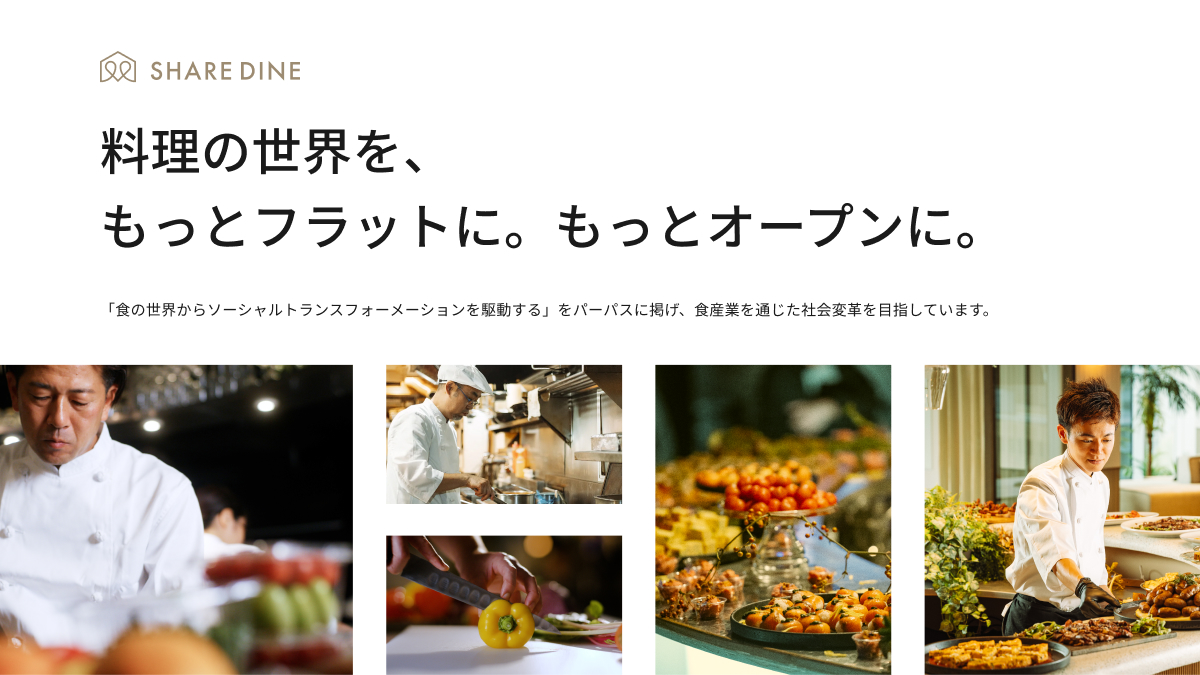 SHARE DINE
料理の世界を、
もっとフラットに。もっとオープンに。
「食の世界からソーシャルトランスフォーメーションを駆動する」をパーパスに掲げ、食産業を通じた社会変革を目指しています。